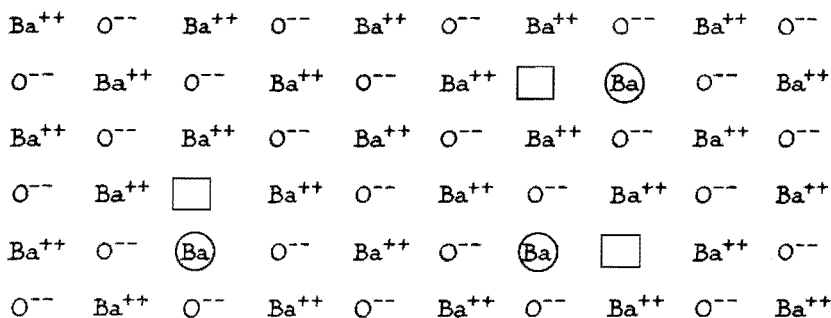 Ba++ O-- Ba++ O-- Ba++ O-- Ba++ O-- Ba++ O--
O-- Ba++ O-- Ba++ O-- Ba++ Ba O-- Ba++
Ba++ O-- Ba++ O-- Ba++ O-- Ba++ O-- Ba++ O--
O-- Ba++ Ba++ O-- Ba++ O-- Ba++ O-- Ba++
Ba++ O-- Ba O-- Ba++ O-- Ba Ba++ O--
O-- Ba++ O-- Ba++ O-- Ba++ O-- Ba++ O-- Ba++